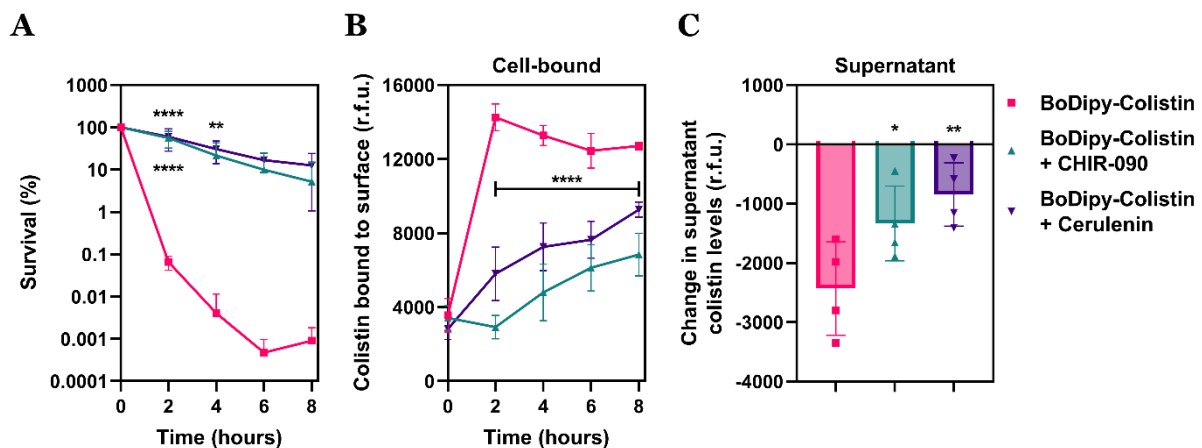 A
Survival (%)
1000
100
10
1
0.1
0.01
0.001
0.0001
****
**
****
0
2
4
6
8
Time (hours)
B
Cell-bound
Colistin bound to surface (r.f.u.)
16000
12000
8000
4000
0
****
0
2
4
6
8
Time (hours)
C
Supernatant
Change in supernatant
colistin levels (r.f.u.)
1000
0
-1000
-2000
-3000
-4000
*
**
BoDipy-Colistin
BoDipy-Colistin
+ CHIR-090
BoDipy-Colistin
+ Cerulenin